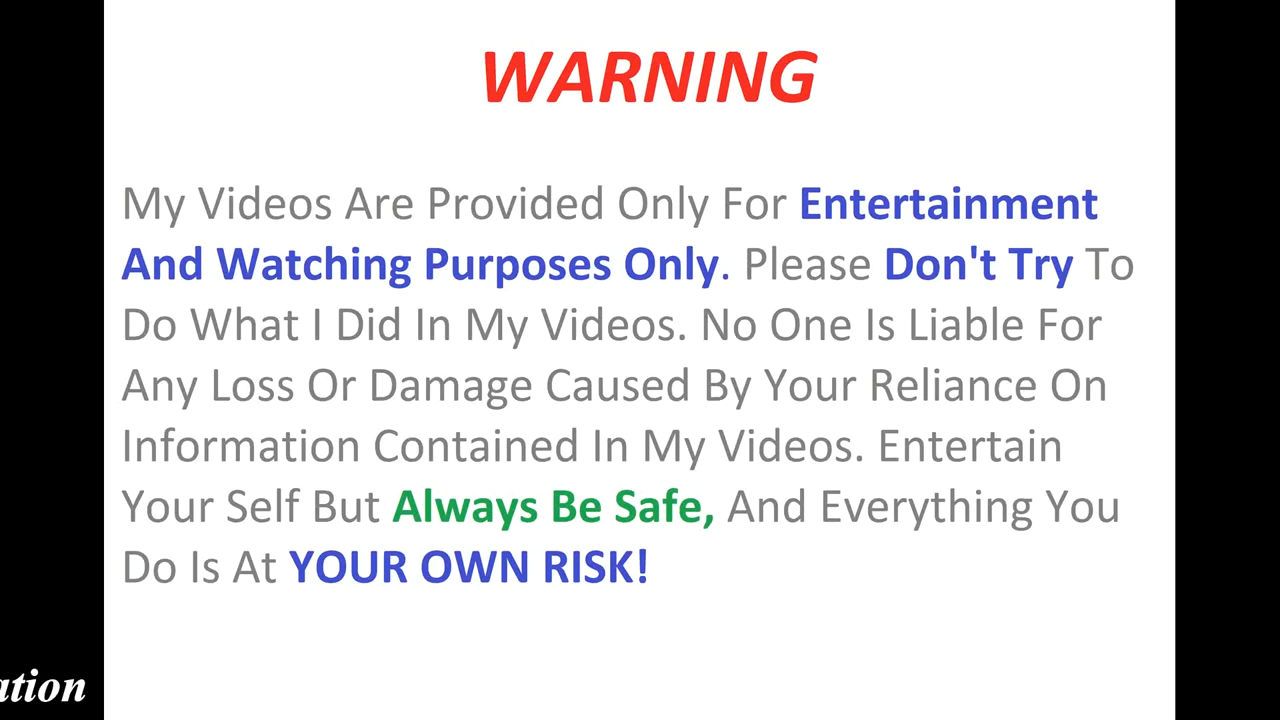 WARNING
My Videos Are Provided Only For Entertainment
And Watching Purposes Only. Please Don't Try To
Do What I Did In My Videos. No One Is Liable For
Any Loss Or Damage Caused By Your Reliance On
Information Contained In My Videos. Entertain
Your Self But Always Be Safe, And Everything You
Do Is At YOUR OWN RISK!
ation